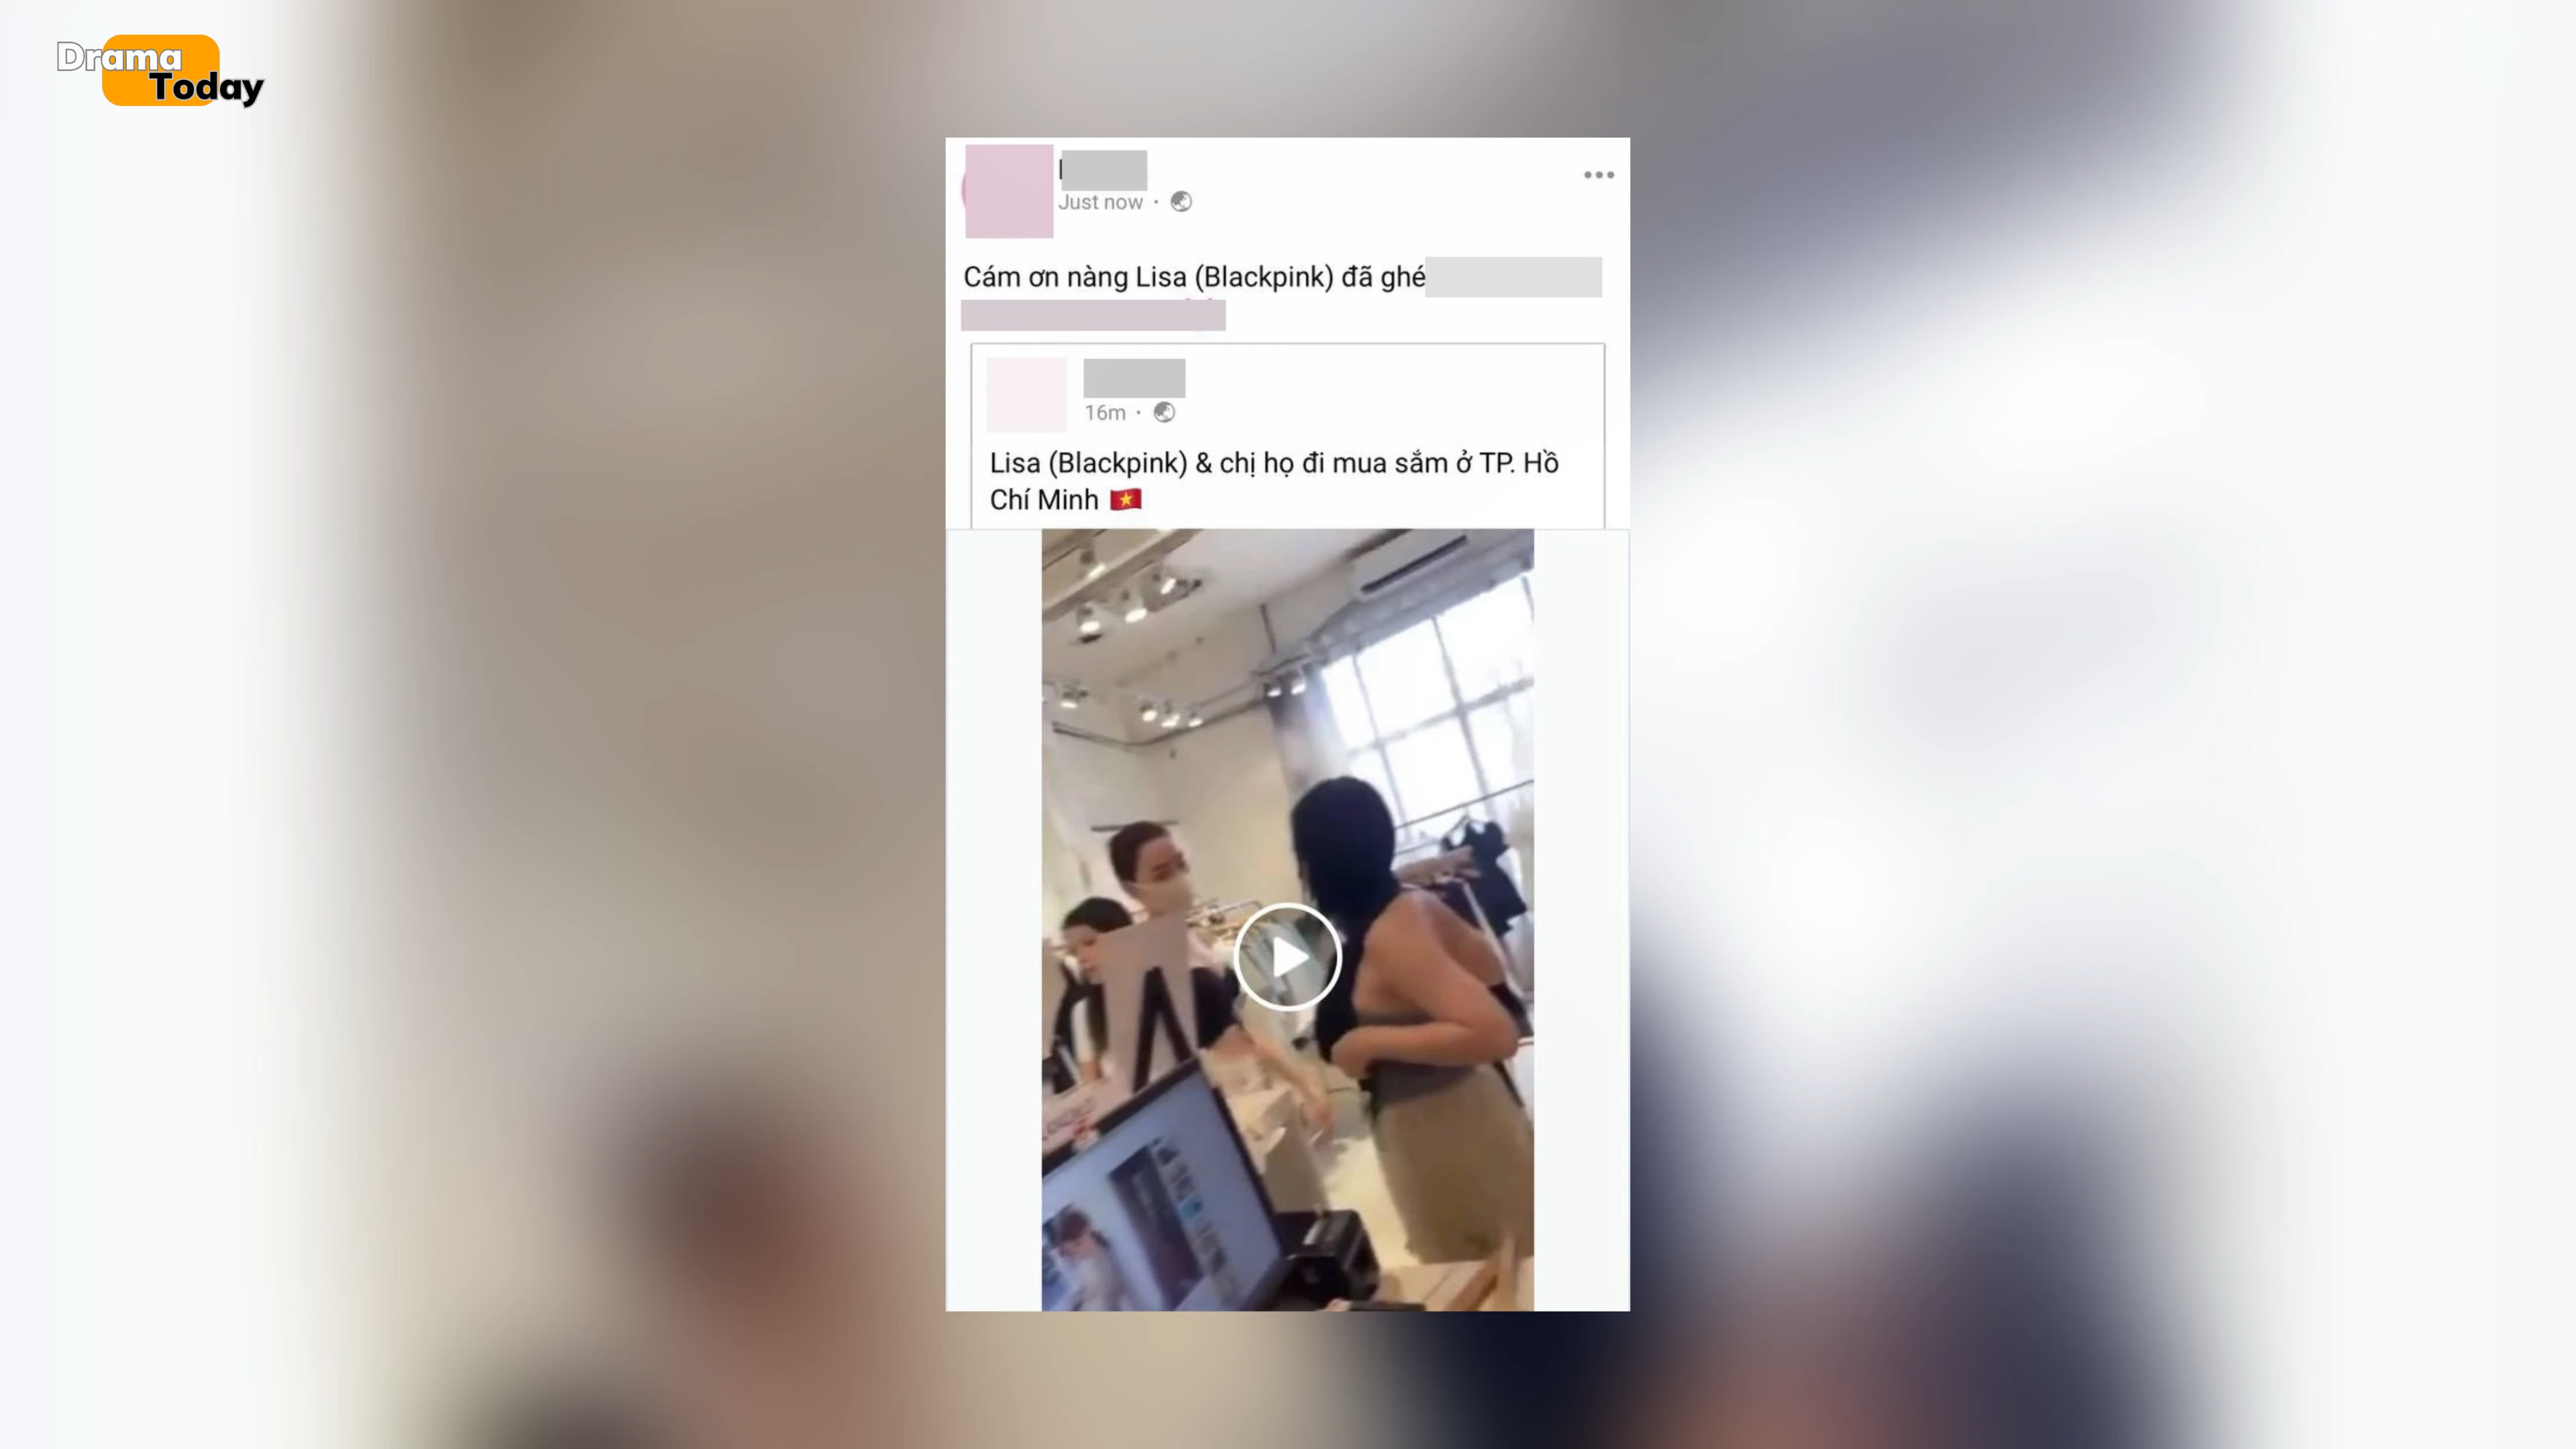 Drama
Today
Just now
Cám ơn nàng Lisa (Blackpink) đã ghé
16m
Lisa (Blackpink) & chị họ đi mua sắm ở TP. Hồ
Chí Minh